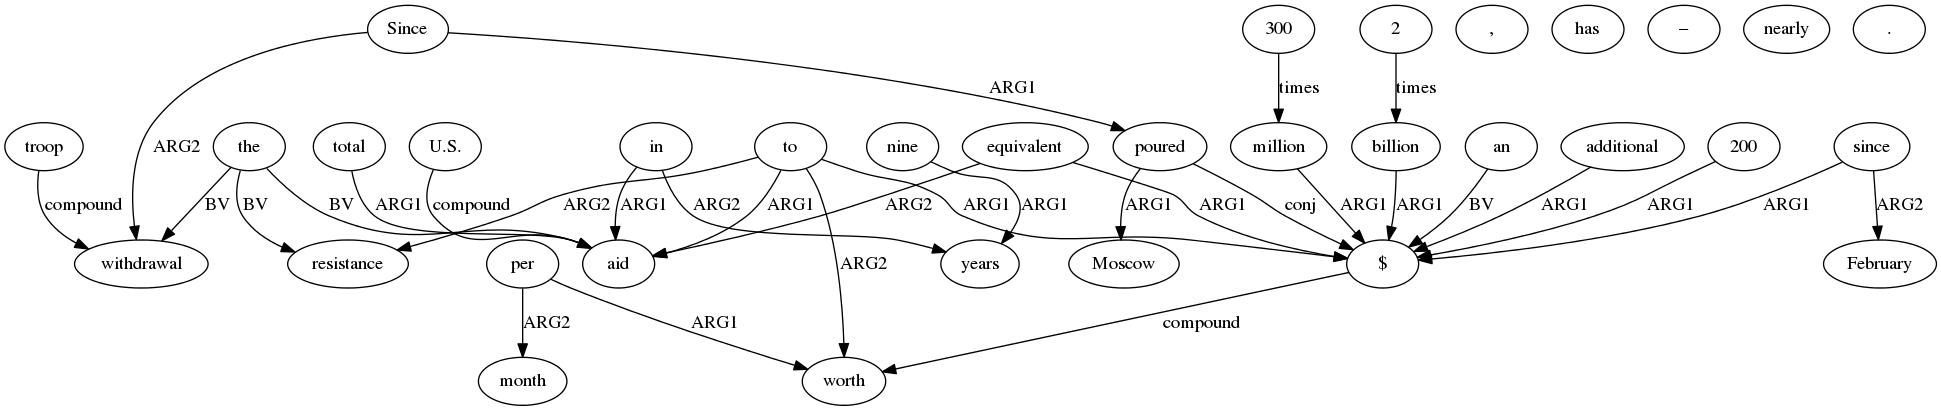 Since 300 2 , has – nearly .
ARG1 times times
troop the total U.S. in to nine equivalent poured million billion an additional 200 since
ARG2
compound BV BV BV ARG1 compound ARG1 ARG2 ARG2 ARG1 ARG2 ARG1 ARG1 ARG1 ARG1 conj ARG1 ARG1 BV ARG1 ARG1 ARG1 ARG2
withdrawal resistance per aid years Moscow $ February
ARG2
ARG2 ARG1 compound
month worth